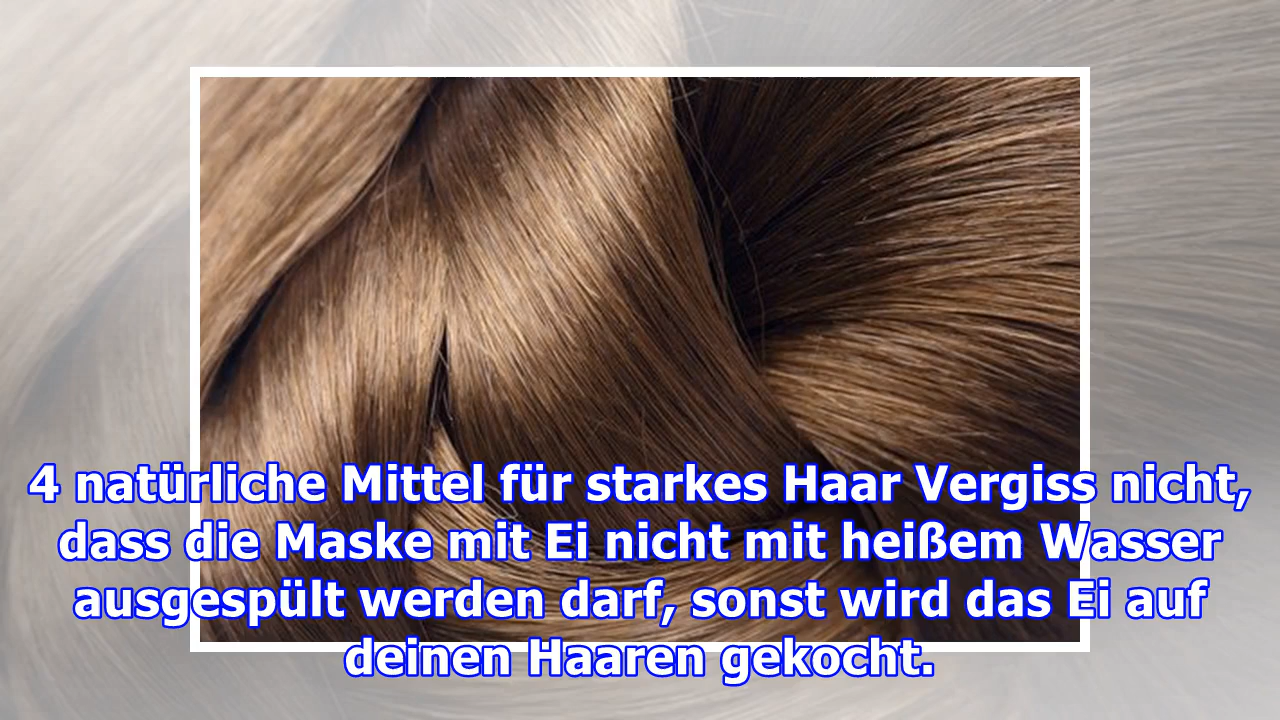 4 natürliche Mittel für starkes Haar Vergiss nicht,
dass die Maske mit Ei nicht mit heißem Wasser
ausgespült werden darf, sonst wird das Ei auf
deinen Haaren gekocht.